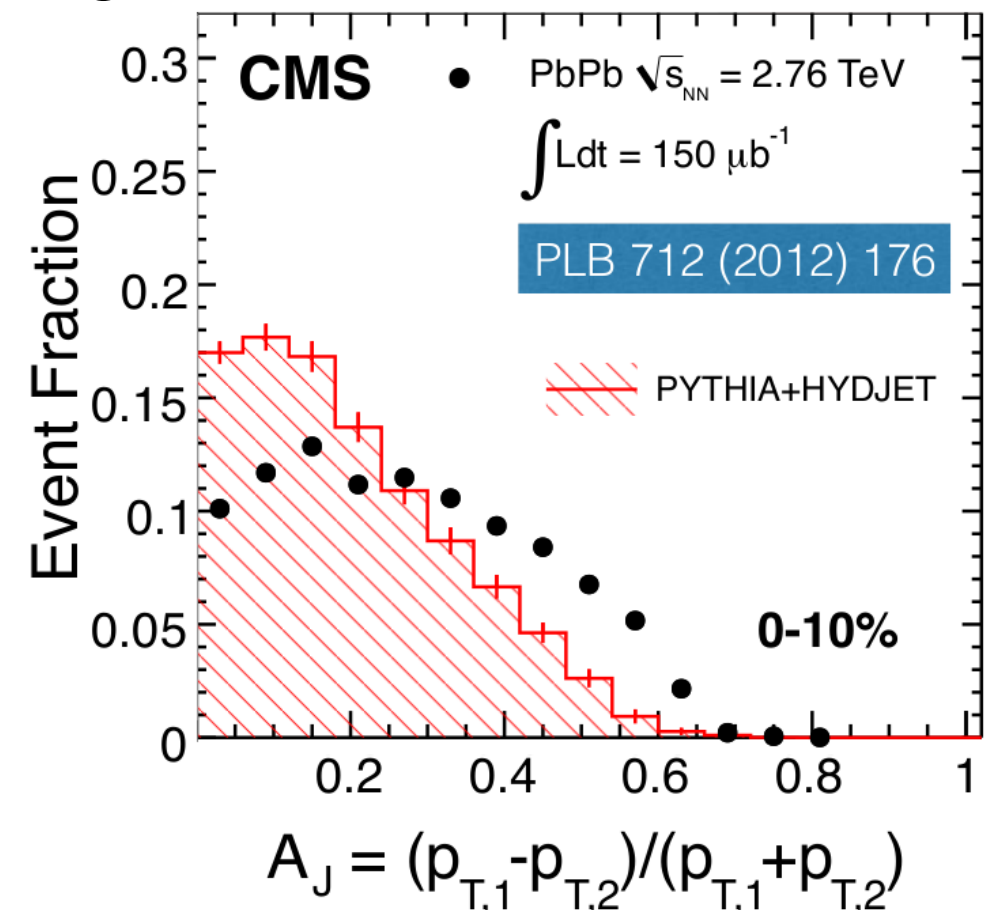 CMS
PbPb √s_NN = 2.76 TeV
∫Ldt = 150 μb⁻¹
PLB 712 (2012) 176
PYTHIA+HYDJET
0-10%
Event Fraction
0.3
0.25
0.2
0.15
0.1
0.05
0
0.2 0.4 0.6 0.8 1
A_J = (p_T,1-p_T,2)/(p_T,1+p_T,2)